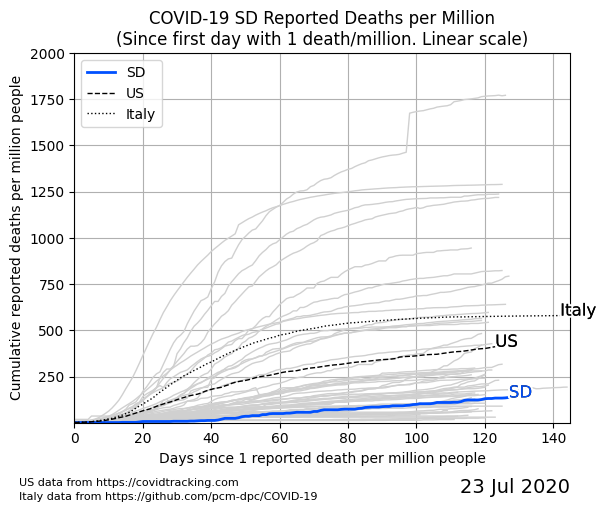 COVID-19 SD Reported Deaths per Million
(Since first day with 1 death/million. Linear scale)
Cumulative reported deaths per million people
2000
1750
1500
1250
1000
750
500
250
SD
US
Italy
Italy
US
SD
0 20 40 60 80 100 120 140
Days since 1 reported death per million people
US data from https://covidtracking.com
Italy data from https://github.com/pcm-dpc/COVID-19
23 Jul 2020